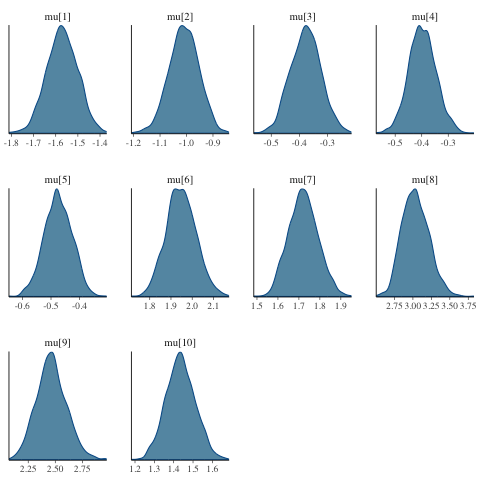 mu[1] mu[2] mu[3] mu[4]
-1.8 -1.7 -1.6 -1.5 -1.4 -1.2 -1.1 -1.0 -0.9 -0.5 -0.4 -0.3 -0.5 -0.4 -0.3
mu[5] mu[6] mu[7] mu[8]
-0.6 -0.5 -0.4 1.8 1.9 2.0 2.1 1.5 1.6 1.7 1.8 1.9 2.75 3.00 3.25 3.50 3.75
mu[9] mu[10]
2.25 2.50 2.75 1.2 1.3 1.4 1.5 1.6